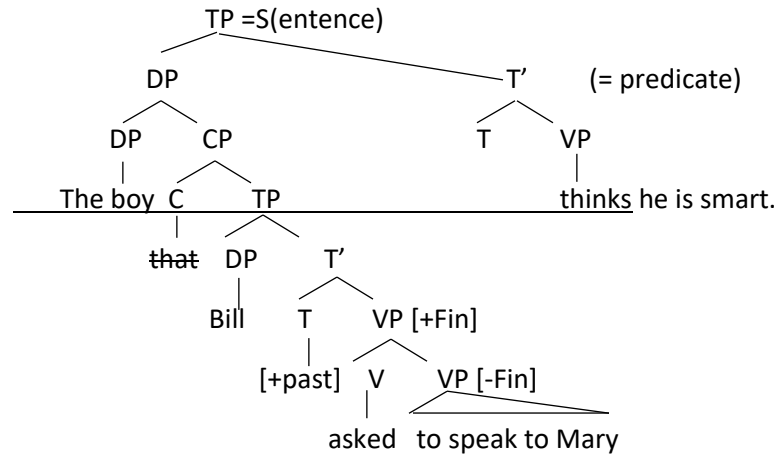 TP =S(entence)
DP T’ (= predicate)
DP CP T VP
The boy C TP thinks he is smart.
that DP T’
Bill T VP [+Fin]
[+past] V VP [-Fin]
asked to speak to Mary